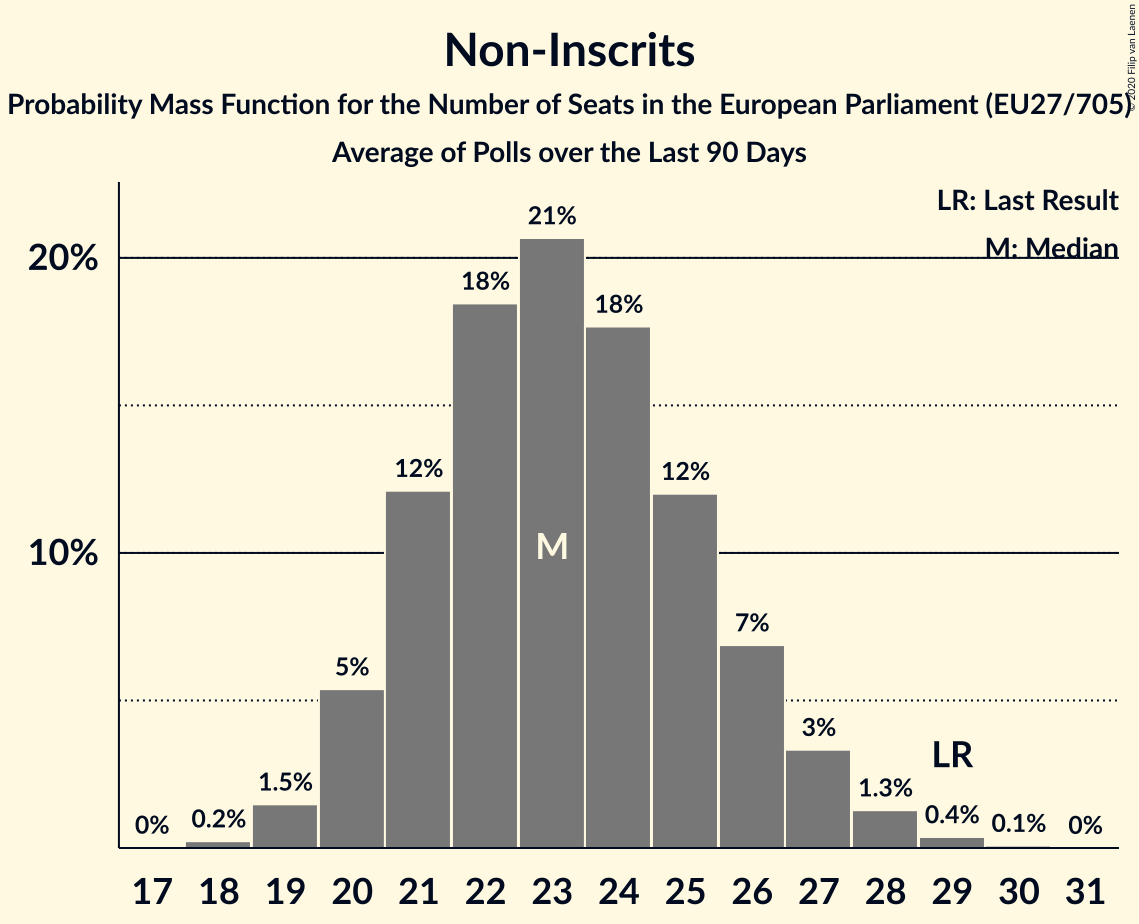 Non-Inscrits
Probability Mass Function for the Number of Seats in the European Parliament (EU27/705)
Average of Polls over the Last 90 Days
© 2020 Filip van Laenen
LR: Last Result
M: Median
20%
10%
0%
0.2%
1.5%
5%
12%
18%
21%
18%
12%
7%
3%
1.3%
0.4%
0.1%
0%
M
LR
17 18 19 20 21 22 23 24 25 26 27 28 29 30 31